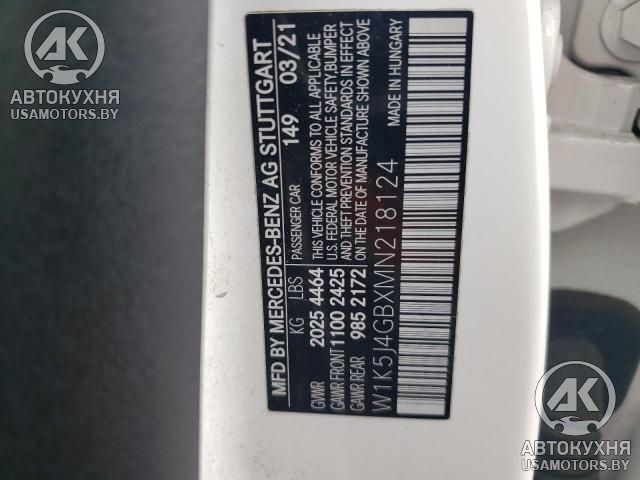 MFD BY MERCEDES-BENZ AG STUTTGART
KG LBS PASSENGER CAR 149 03/21
GVWR 2025 4464 THIS VEHICLE CONFORMS TO ALL APPLICABLE
GAWR FRONT 1100 2425 U.S. FEDERAL MOTOR VEHICLE SAFETY, BUMPER
GAWR REAR 985 2172 AND THEFT PREVENTION STANDARDS IN EFFECT
ON THE DATE OF MANUFACTURE SHOWN ABOVE
W1K5J4GBXMN218124 MADE IN HUNGARY
AK
АВТОКУХНЯ
USAMOTORS.BY
AK
АВТОКУХНЯ
USAMOTORS.BY